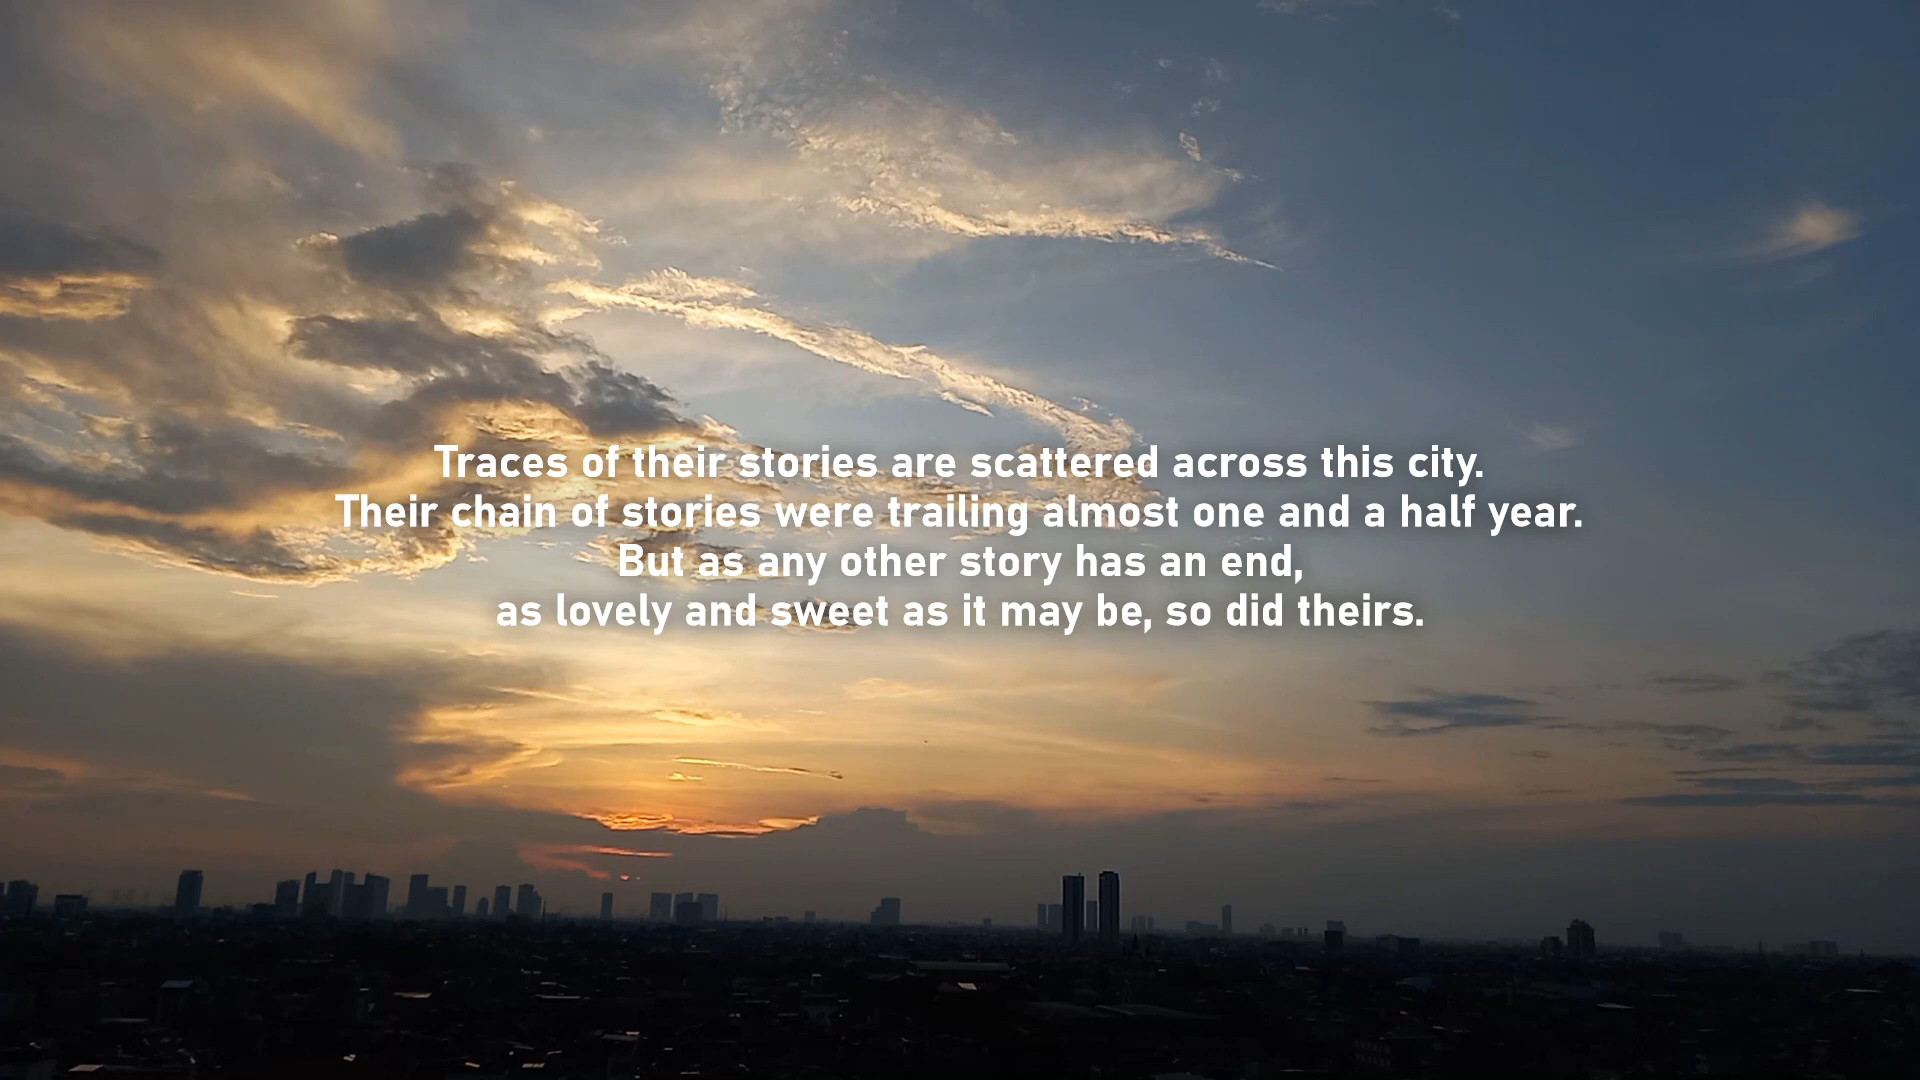 Traces of their stories are scattered across this city.
Their chain of stories were trailing almost one and a half year.
But as any other story has an end,
as lovely and sweet as it may be, so did theirs.